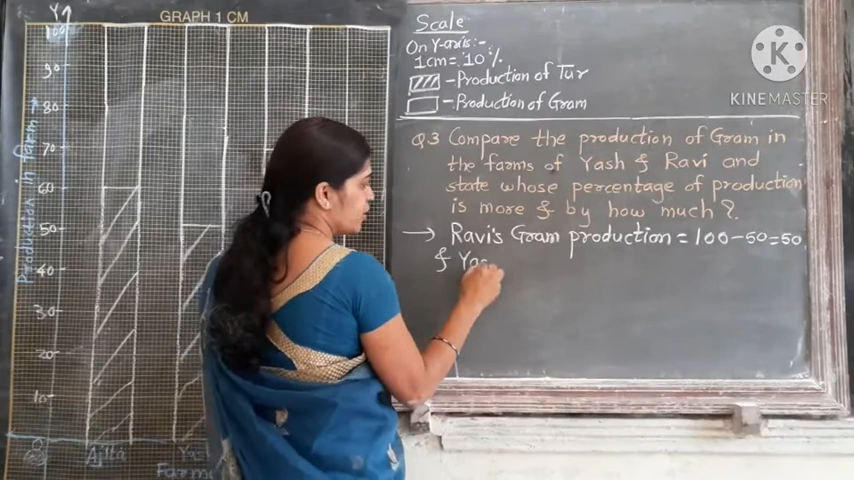 GRAPH 1 CM
Y
100
90
80
70
60
50
40
30
20
10
0
Production in farm
Ajita
Farm
Scale
On Y-axis:-
1cm = 10%
- Production of Tur
- Production of Gram
Q.3 Compare the production of Gram in
the farms of Yash & Ravi and
state whose percentage of production
is more & by how much?
→ Ravi's Gram production = 100-50=50
& Yas
KINEMASTER